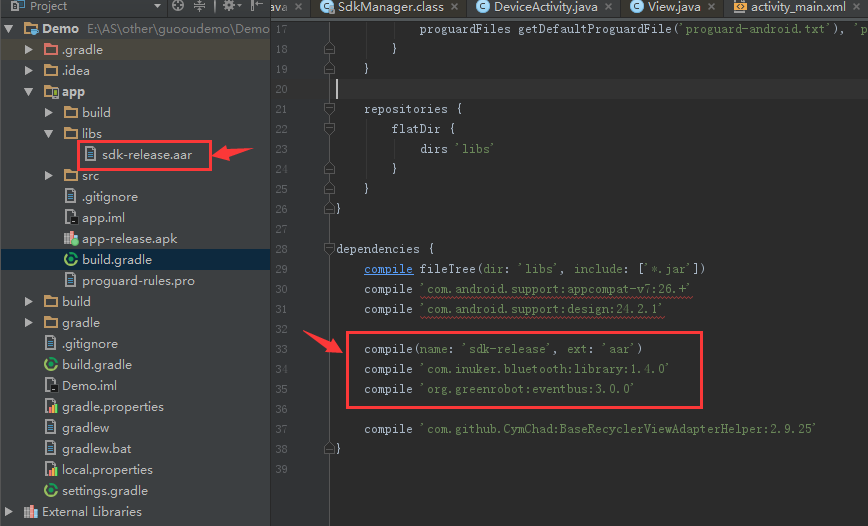 Project
ava
SdkManager.class
DeviceActivity.java
View.java
activity_main.xml
Demo E:\AS\other\guooudemo\Demo
.gradle
.idea
app
build
libs
sdk-release.aar
src
.gitignore
app.iml
app-release.apk
build.gradle
proguard-rules.pro
build
gradle
.gitignore
build.gradle
Demo.iml
gradle.properties
gradlew
gradlew.bat
local.properties
settings.gradle
External Libraries
17 proguardFiles getDefaultProguardFile('proguard-android.txt'), 'p
18 }
19 }
20
21 repositories {
22 flatDir {
23 dirs 'libs'
24 }
25 }
26 }
27
28 dependencies {
29 compile fileTree(dir: 'libs', include: ['*.jar'])
30 compile 'com.android.support:appcompat-v7:26.+'
31 compile 'com.android.support:design:24.2.1'
32
33 compile(name: 'sdk-release', ext: 'aar')
34 compile 'com.inuker.bluetooth:library:1.4.0'
35 compile 'org.greenrobot:eventbus:3.0.0'
36
37 compile 'com.github.CymChad:BaseRecyclerViewAdapterHelper:2.9.25'
38 }
39